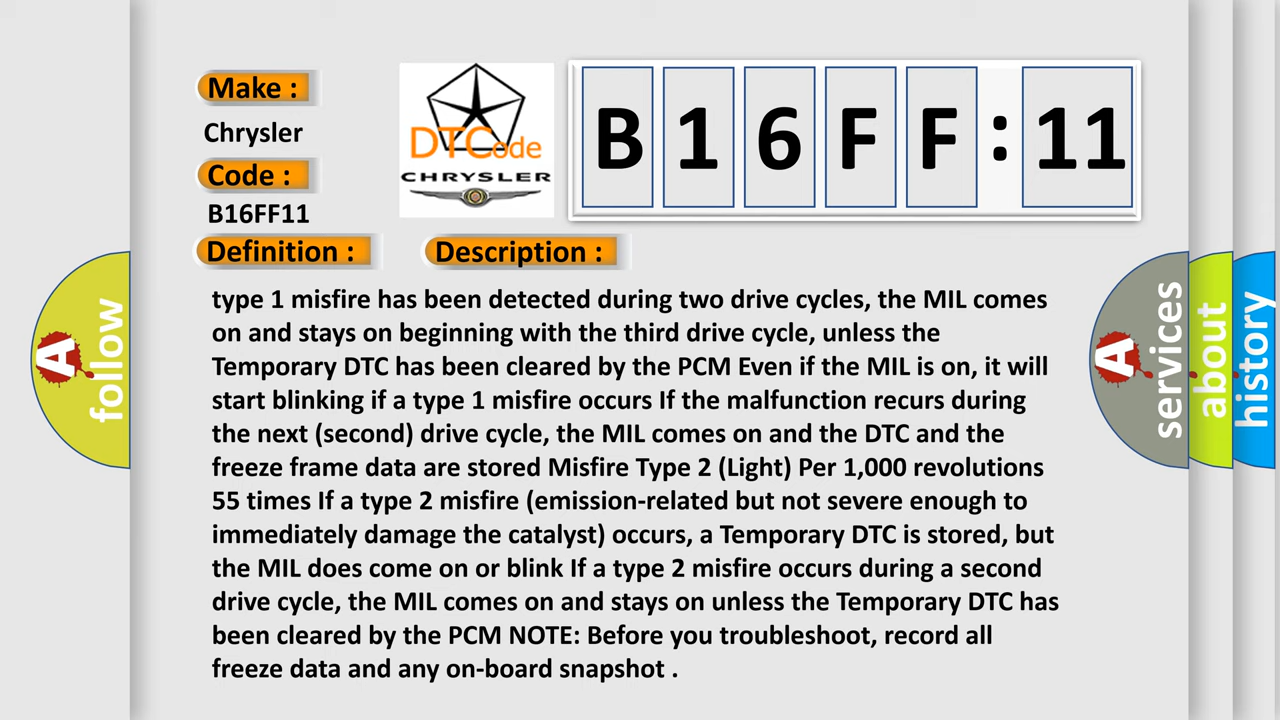 Make :
Chrysler
Code :
B16FF11
Definition :
Description :
DTCode
CHRYSLER
B16FF:11
type 1 misfire has been detected during two drive cycles, the MIL comes
on and stays on beginning with the third drive cycle, unless the
Temporary DTC has been cleared by the PCM Even if the MIL is on, it will
start blinking if a type 1 misfire occurs If the malfunction recurs during
the next (second) drive cycle, the MIL comes on and the DTC and the
freeze frame data are stored Misfire Type 2 (Light) Per 1,000 revolutions
55 times If a type 2 misfire (emission-related but not severe enough to
immediately damage the catalyst) occurs, a Temporary DTC is stored, but
the MIL does come on or blink If a type 2 misfire occurs during a second
drive cycle, the MIL comes on and stays on unless the Temporary DTC has
been cleared by the PCM NOTE: Before you troubleshoot, record all
freeze data and any on-board snapshot .
A
follow
A
services
about
history